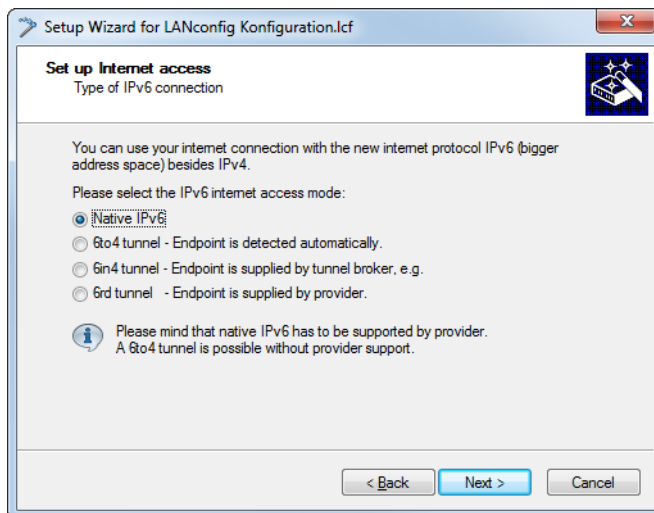 Setup Wizard for LANconfig Konfiguration.lcf
Set up Internet access
Type of IPv6 connection
You can use your internet connection with the new internet protocol IPv6 (bigger
address space) besides IPv4.
Please select the IPv6 internet access mode:
Native IPv6
6to4 tunnel - Endpoint is detected automatically.
6in4 tunnel - Endpoint is supplied by tunnel broker, e.g.
6rd tunnel - Endpoint is supplied by provider.
Please mind that native IPv6 has to be supported by provider.
A 6to4 tunnel is possible without provider support.
< Back
Next >
Cancel